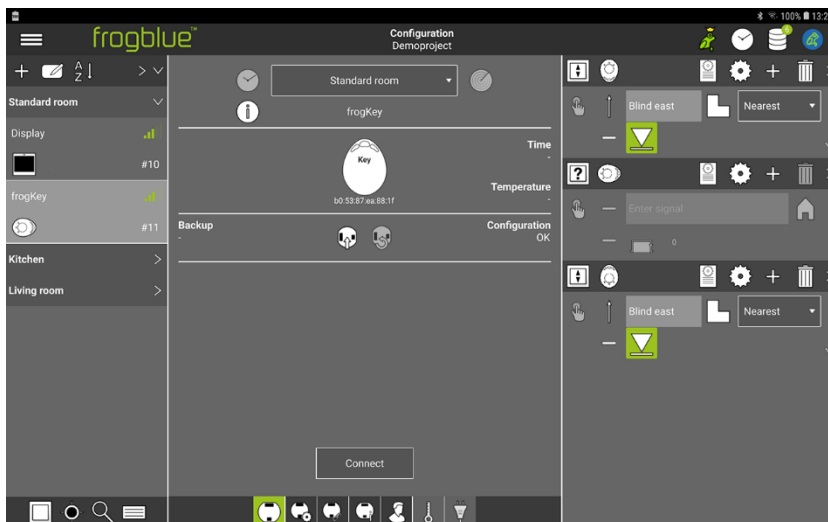 100% 13:2
frogblue™
Configuration
Demoproject
6
A
Z
Standard room
Display
#10
frogKey
#11
Kitchen
Living room
Standard room
i
frogKey
Key
b0:53:87:ea:88:1f
Time
-
Temperature
-
Backup
-
Configuration
OK
Connect
Blind east
Nearest
?
Enter signal
0
Blind east
Nearest